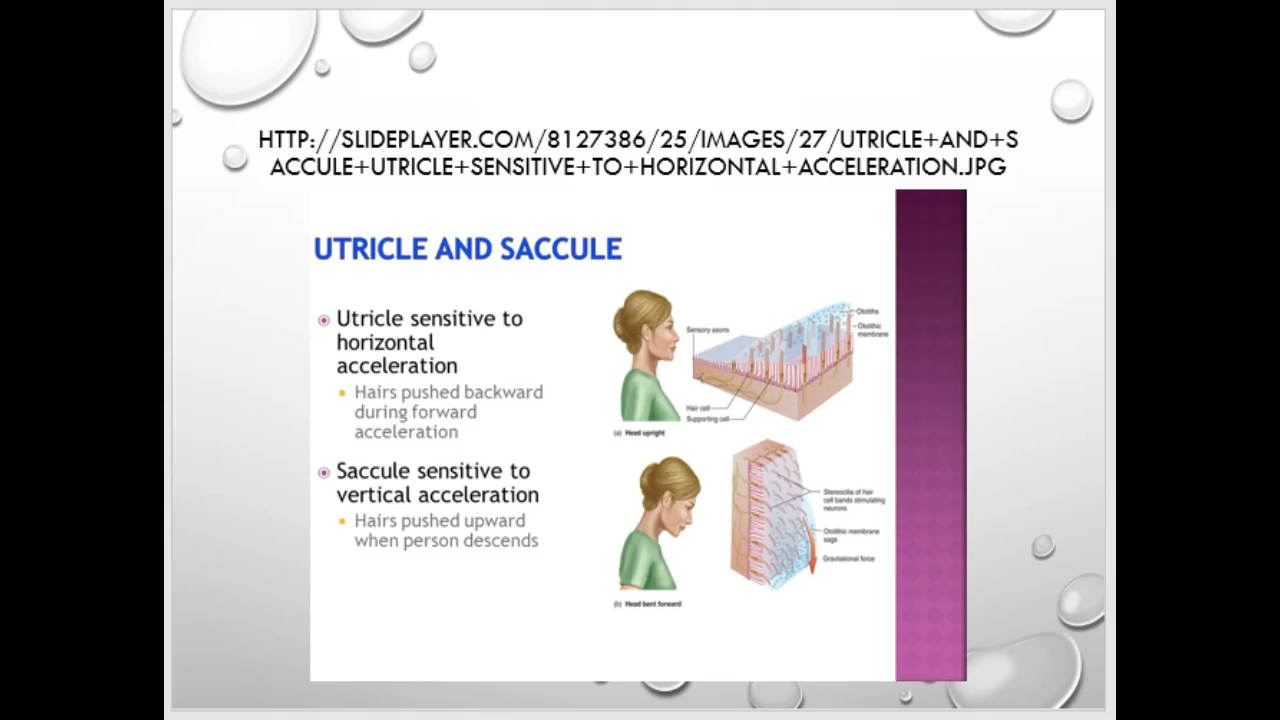 HTTP://SLIDEPLAYER.COM/8127386/25/IMAGES/27/UTRICLE+AND+S
ACCULE+UTRICLE+SENSITIVE+TO+HORIZONTAL+ACCELERATION.JPG
UTRICLE AND SACCULE
Utricle sensitive to
horizontal
acceleration
Hairs pushed backward
during forward
acceleration
Saccule sensitive to
vertical acceleration
Hairs pushed upward
when person descends
Sensory axons
Otoliths
Otolithic
membrane
Hair cell
Supporting cell
(a) Head upright
Stereocilia of hair
cell bands stimulating
neurons
Otolithic membrane
sags
Gravitational force
(b) Head bent forward